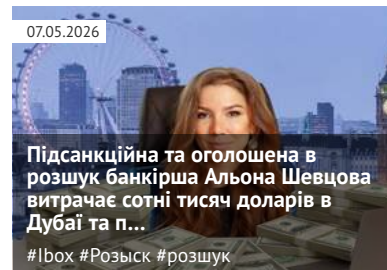 07.05.2026
Підсанкційна та оголошена в
розшук банкірша Альона Шевцова
витрачає сотні тисяч доларів в
Дубаї та п...
#Ibox #Розыск #розшук